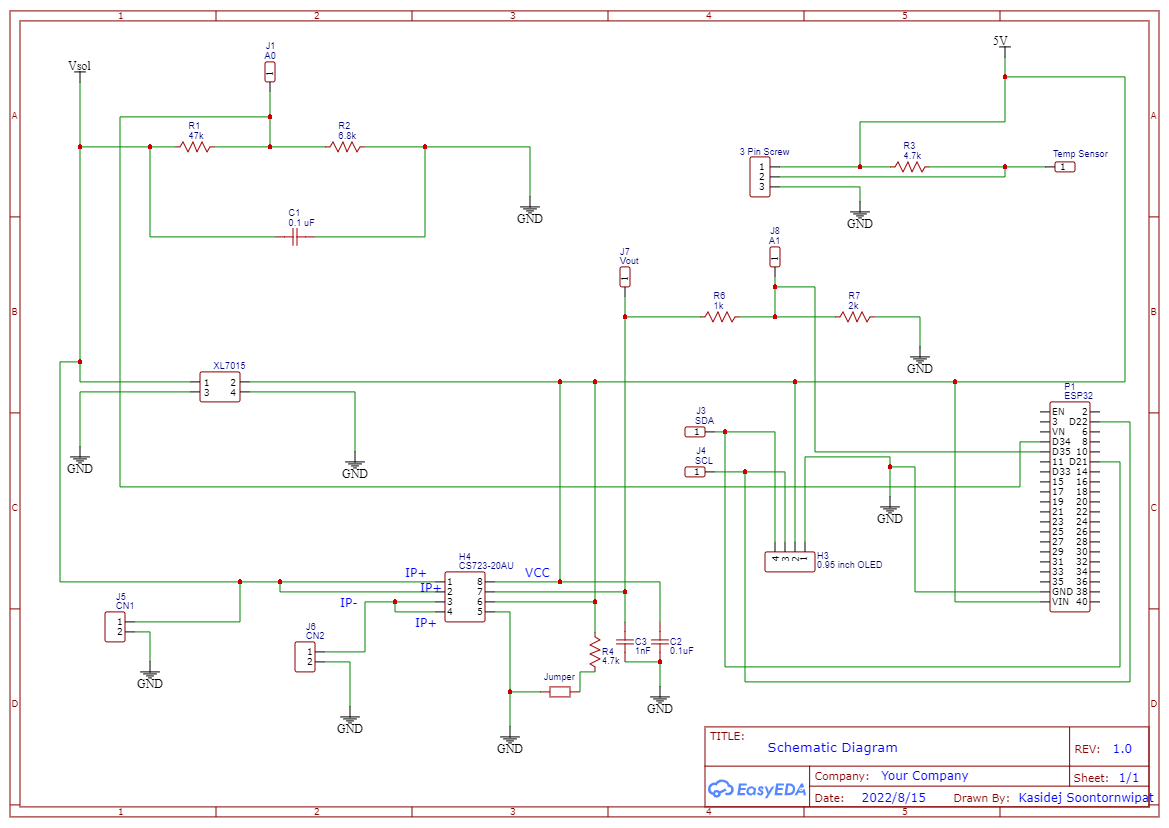 1 2 3 4 5
A
B
C
D
A
B
C
D
1 2 3 4 5
Vsol
J1
A0
1
R1
47k
R2
6.8k
C1
0.1 uF
GND
5V
3 Pin Screw
1
2
3
R3
4.7k
Temp Sensor
1
GND
J7
Vout
1
J8
A1
1
R6
1k
R7
2k
GND
XL7015
1 2
3 4
GND
GND
J3
SDA
1
J4
SCL
1
GND
4 3 2 1
H3
0.95 inch OLED
P1
ESP32
EN 2
3 D22
VN 6
D34 8
D35 10
11 D21
D33 14
15 16
17 18
19 20
21 22
23 24
25 26
27 28
29 30
31 32
33 34
35 36
GND 38
VIN 40
H4
CS723-20AU
IP+
IP+
IP-
IP+
1 8
2 7
3 6
4 5
VCC
J5
CN1
1
2
GND
J6
CN2
1
2
GND
Jumper
R4
4.7k
C3
1nF
C2
0.1uF
GND
GND
TITLE:
Schematic Diagram
REV: 1.0
EasyEDA
Company: Your Company
Sheet: 1/1
Date: 2022/8/15
Drawn By: Kasidej Soontornwipat